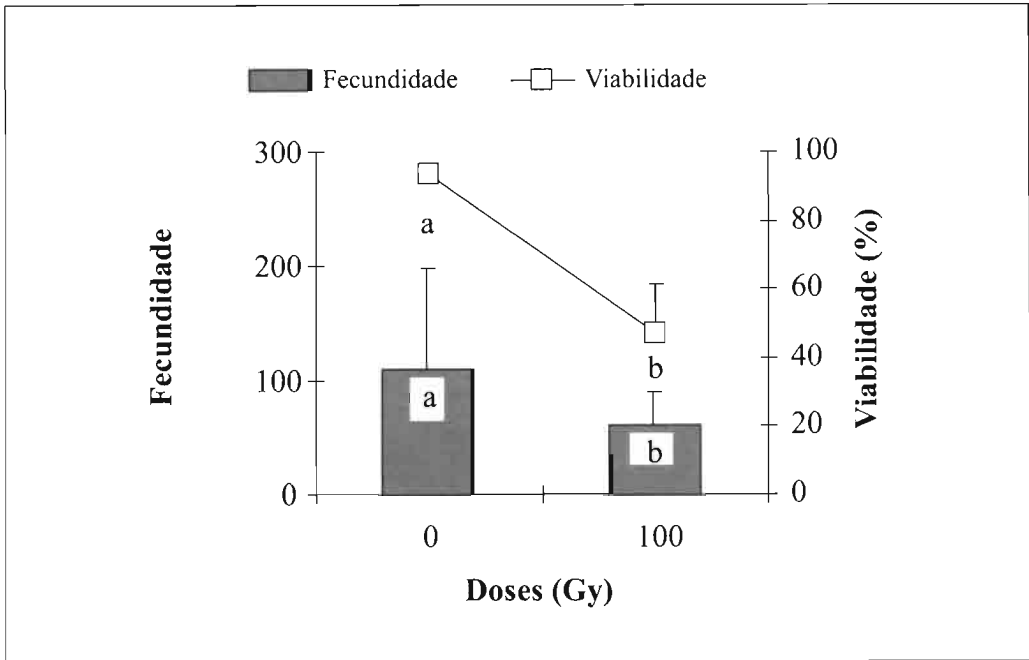 Fecundidade Viabilidade
300 100
80
a
200 60
b
40
100
a
20
b
0 0
0 100
Fecundidade
Viabilidade (%)
Doses (Gy)